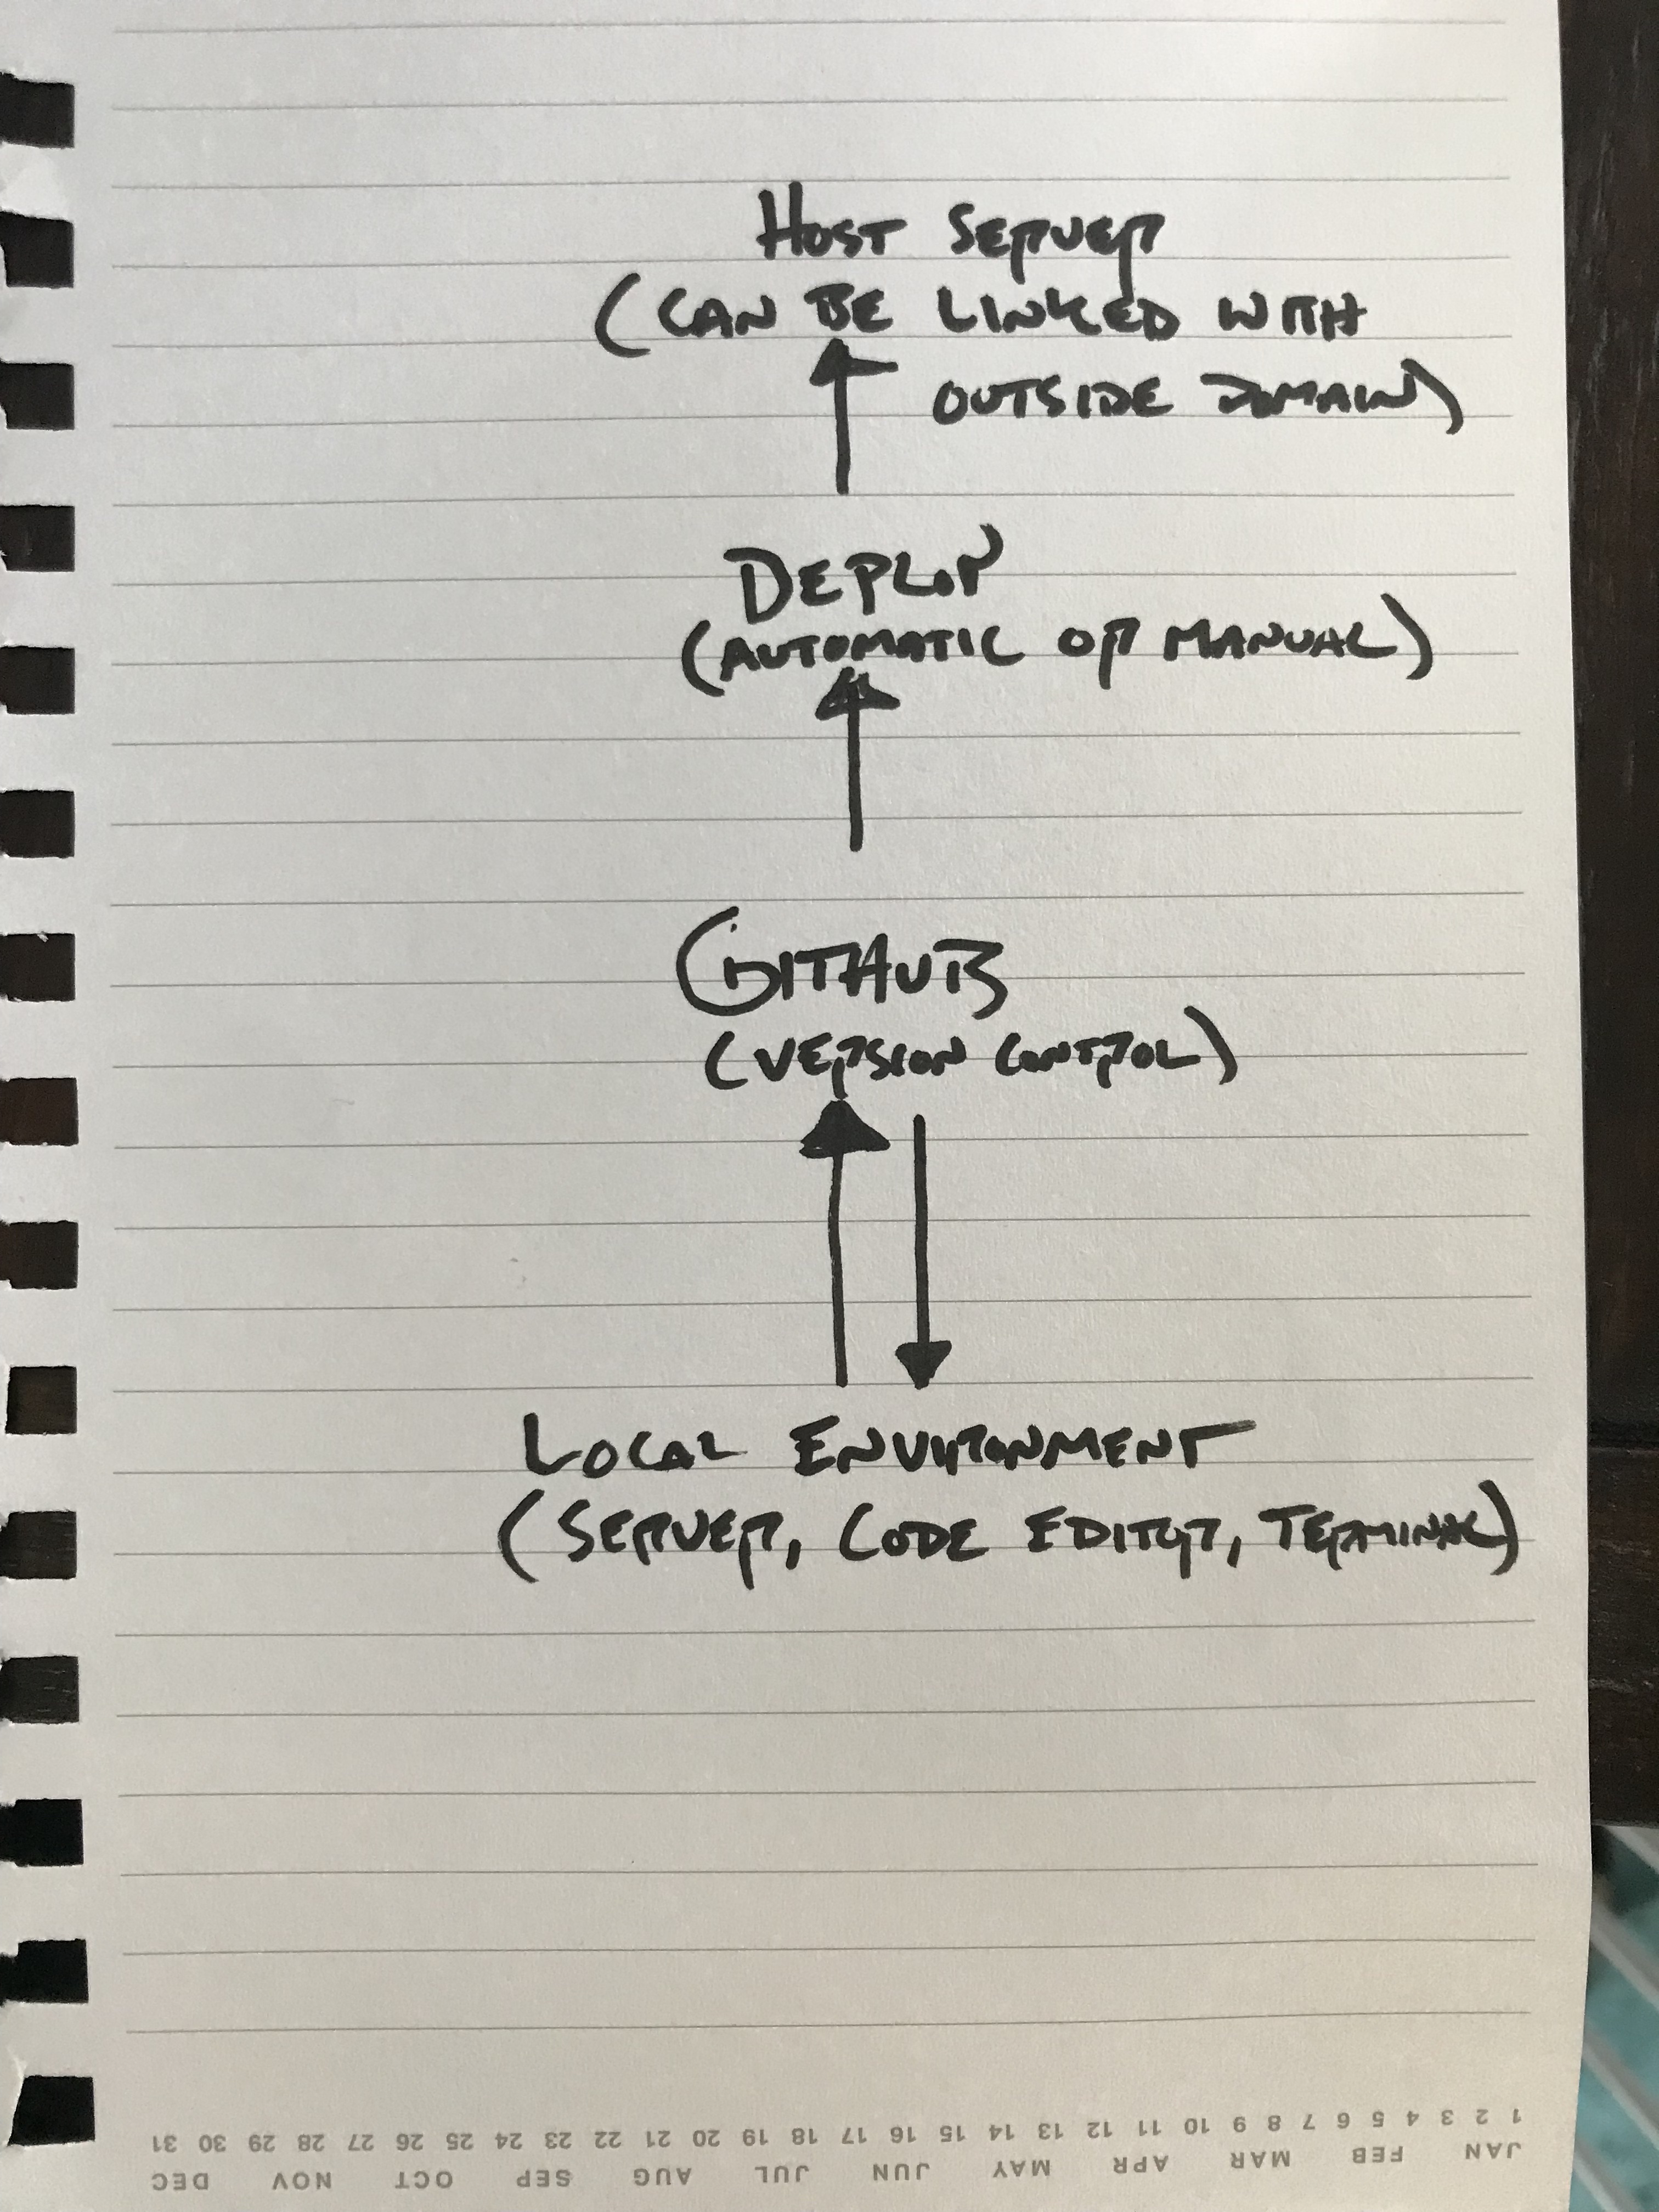 HOST SERVER
(CAN BE LINKED WITH
OUTSIDE DOMAIN)
DEPLOY
(AUTOMATIC OR MANUAL)
GITHUB
(VERSION CONTROL)
LOCAL ENVIRONMENT
(SERVER, CODE EDITOR, TERMINAL)
1 2 3 4 5 6 7 8 9 10 11 12 13 14 15 16 17 18 19 20 21 22 23 24 25 26 27 28 29 30 31
JAN FEB MAR APR MAY JUN JUL AUG SEP OCT NOV DEC